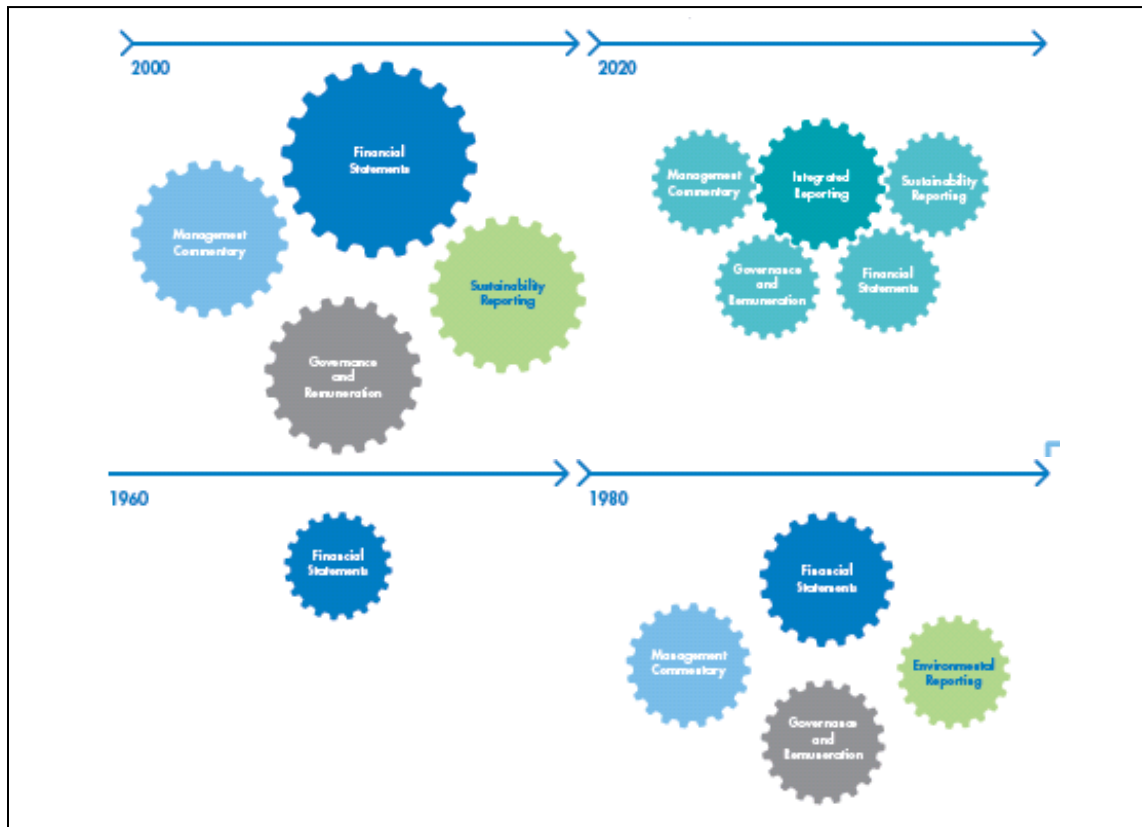 2000
2020
Financial
Statements
Management
Commentary
Sustainability
Reporting
Governance
and
Remuneration
Management
Commentary
Integrated
Reporting
Sustainability
Reporting
Governance
and
Remuneration
Financial
Statements
1960
1980
Financial
Statements
Financial
Statements
Management
Commentary
Environmental
Reporting
Governance
and
Remuneration